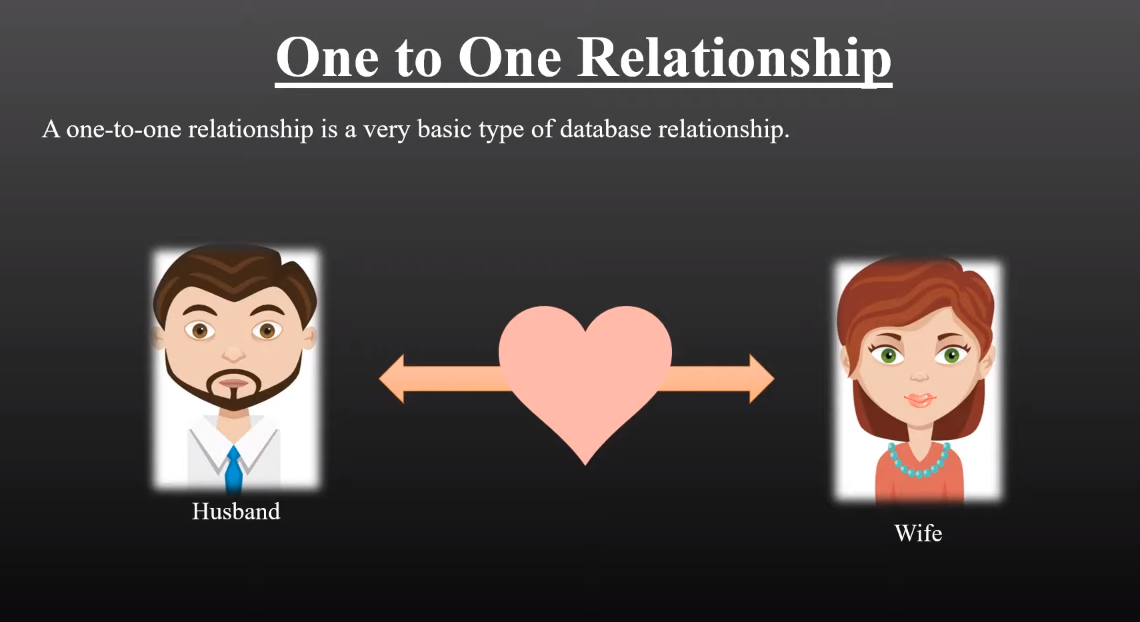 One to One Relationship
A one-to-one relationship is a very basic type of database relationship.
Husband
Wife